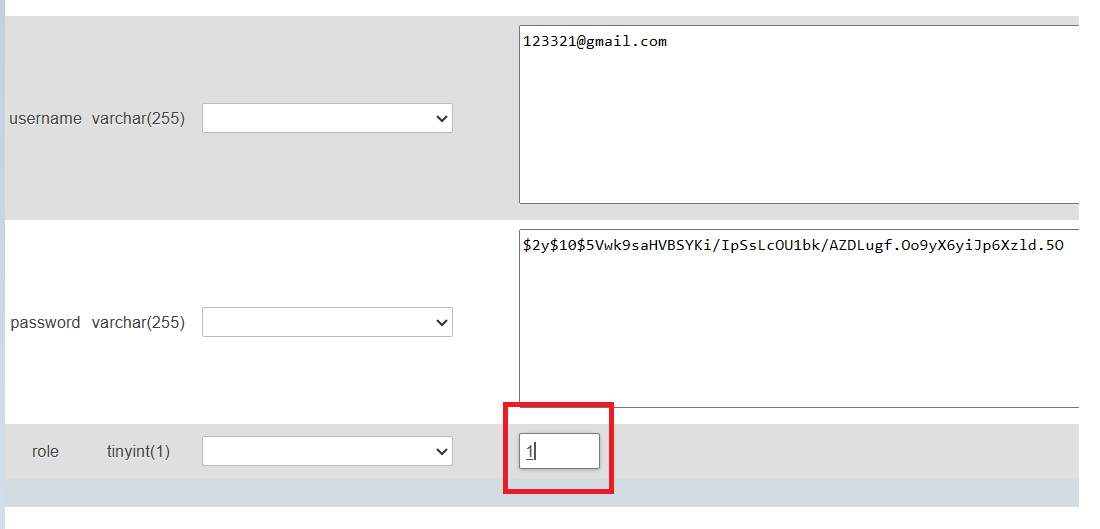 123321@gmail.com
username varchar(255)
$2y$10$5Vwk9saHVBSYKi/IpSsLcOU1bk/AZDLugf.Oo9yX6yiJp6Xzld.5O
password varchar(255)
role tinyint(1) 1